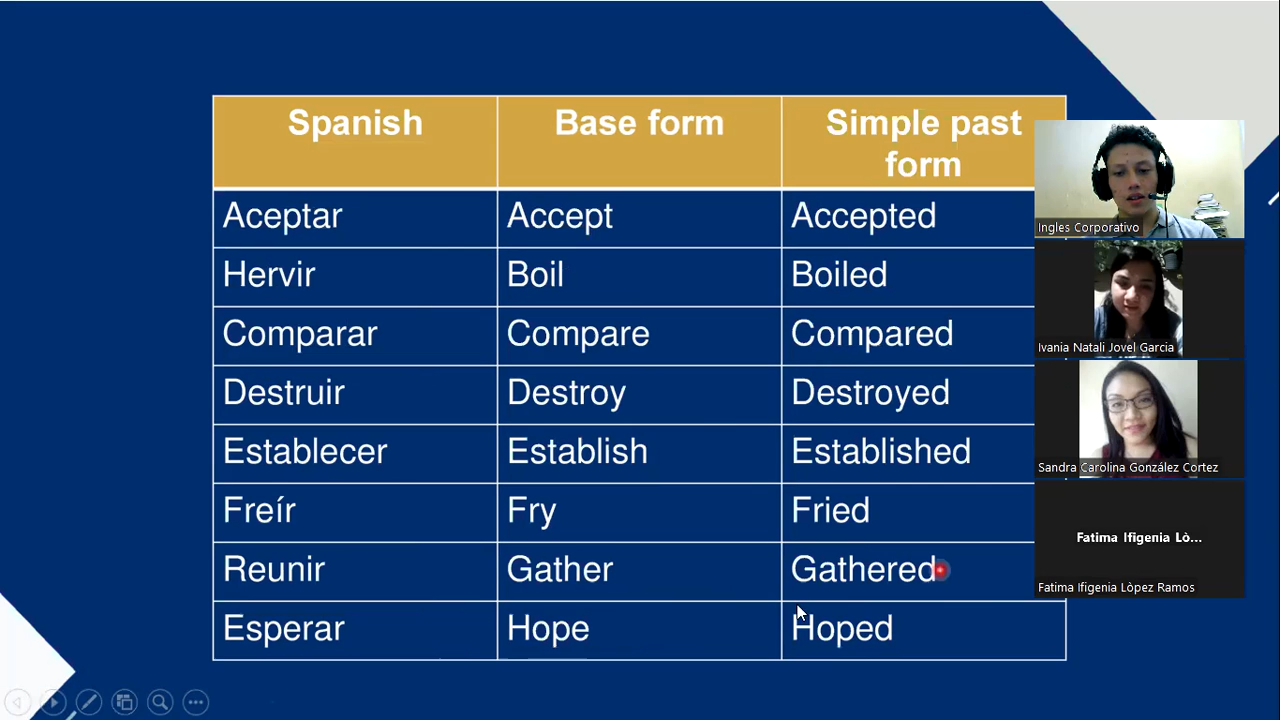 Spanish Base form Simple past form
Aceptar Accept Accepted
Hervir Boil Boiled
Comparar Compare Compared
Destruir Destroy Destroyed
Establecer Establish Established
Freír Fry Fried
Reunir Gather Gathered
Esperar Hope Hoped
Ingles Corporativo
Ivania Natali Jovel Garcia
Sandra Carolina González Cortez
Fatima Ifigenia Lò...
Fatima Ifigenia Lòpez Ramos